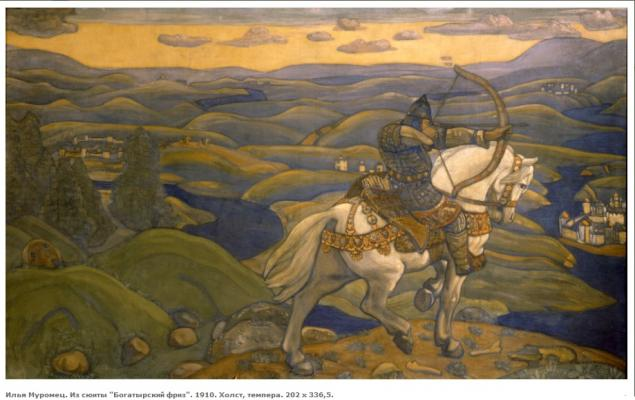 Илья Муромец. Из сюиты "Богатырский фриз". 1910. Холст, темпера. 202 x 336,5.